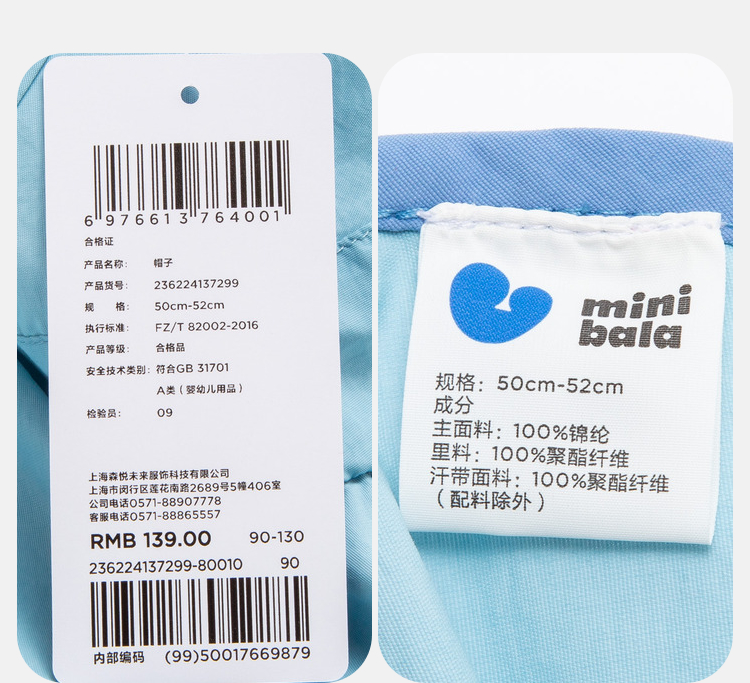 6 976613 764001
合格证
产品名称： 帽子
产品货号： 236224137299
规 格： 50cm-52cm
执行标准： FZ/T 82002-2016
产品等级： 合格品
安全技术类别：符合GB 31701
A类（婴幼儿用品）
检验员： 09
上海森悦未来服饰科技有限公司
上海市闵行区莲花南路2689号5幢406室
公司电话0571-88907778
客服电话0571-88865557
RMB 139.00 90-130
236224137299-80010 90
内部编码 (99)50017669879
mini
bala
规格：50cm-52cm
成分
主面料：100%锦纶
里料：100%聚酯纤维
汗带面料：100%聚酯纤维
（配料除外）